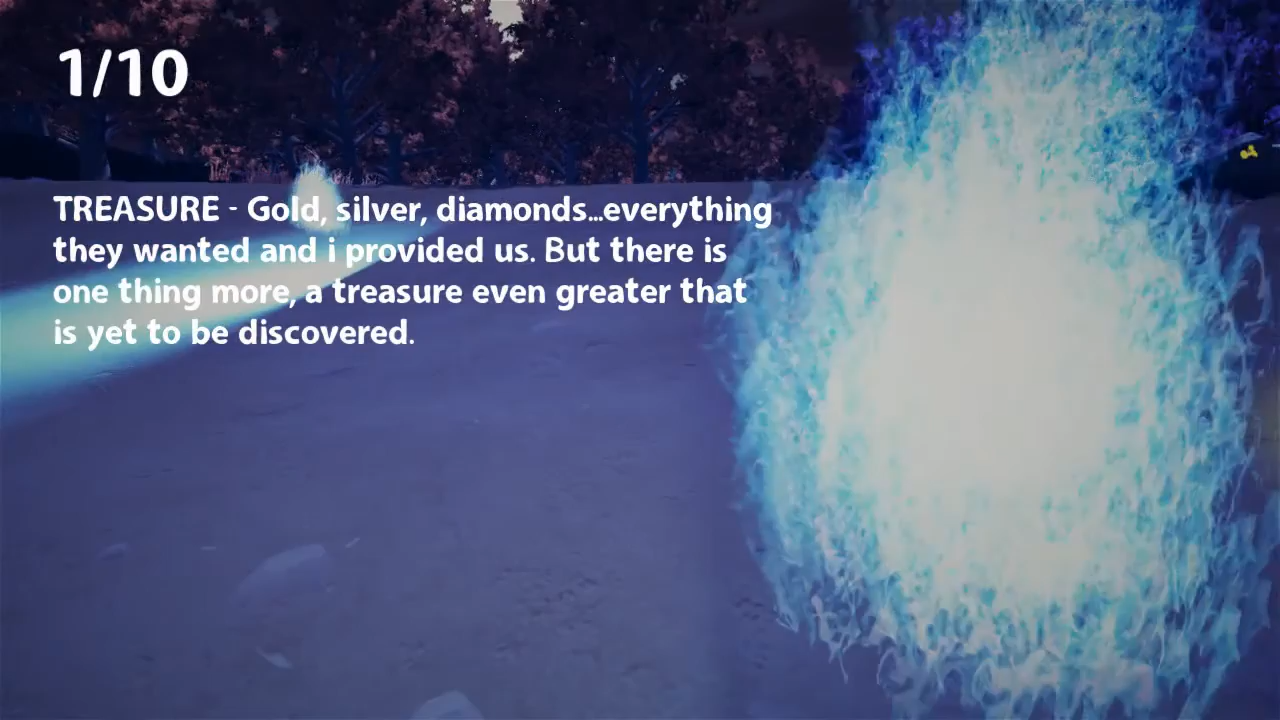 1/10
TREASURE - Gold, silver, diamonds...everything
they wanted and i provided us. But there is
one thing more, a treasure even greater that
is yet to be discovered.